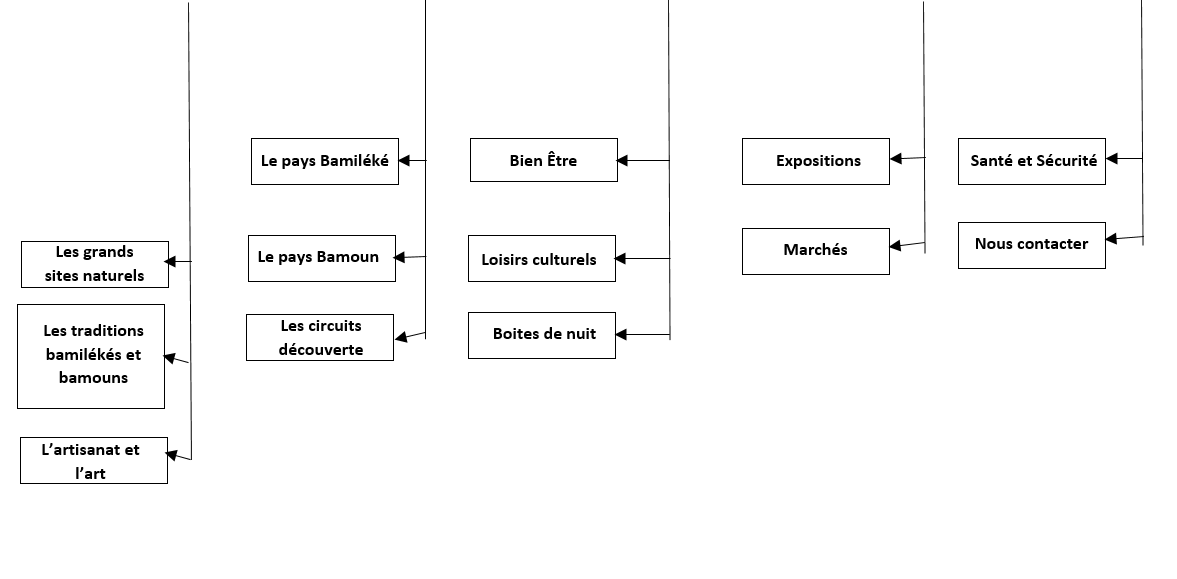 Les grands
sites naturels
Les traditions
bamilékés et
bamouns
L'artisanat et
l'art
Le pays Bamiléké
Le pays Bamoun
Les circuits
découverte
Bien Être
Loisirs culturels
Boites de nuit
Expositions
Marchés
Santé et Sécurité
Nous contacter